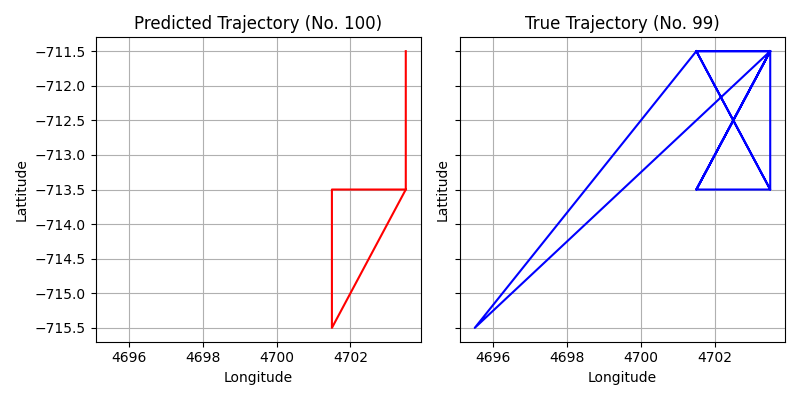 Predicted Trajectory (No. 100)
−711.5
−712.0
−712.5
−713.0
−713.5
−714.0
−714.5
−715.0
−715.5
Lattitude
4696 4698 4700 4702
Longitude
True Trajectory (No. 99)
Lattitude
4696 4698 4700 4702
Longitude